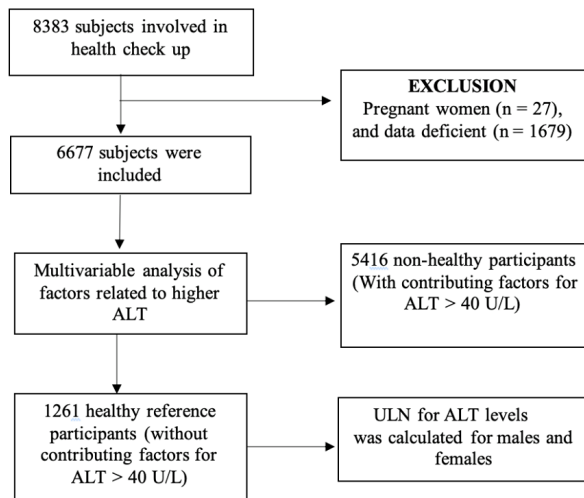 8383 subjects involved in
health check up
EXCLUSION
Pregnant women (n = 27),
and data deficient (n = 1679)
6677 subjects were
included
Multivariable analysis of
factors related to higher
ALT
5416 non-healthy participants
(With contributing factors for
ALT > 40 U/L)
1261 healthy reference
participants (without
contributing factors for
ALT > 40 U/L)
ULN for ALT levels
was calculated for males and
females